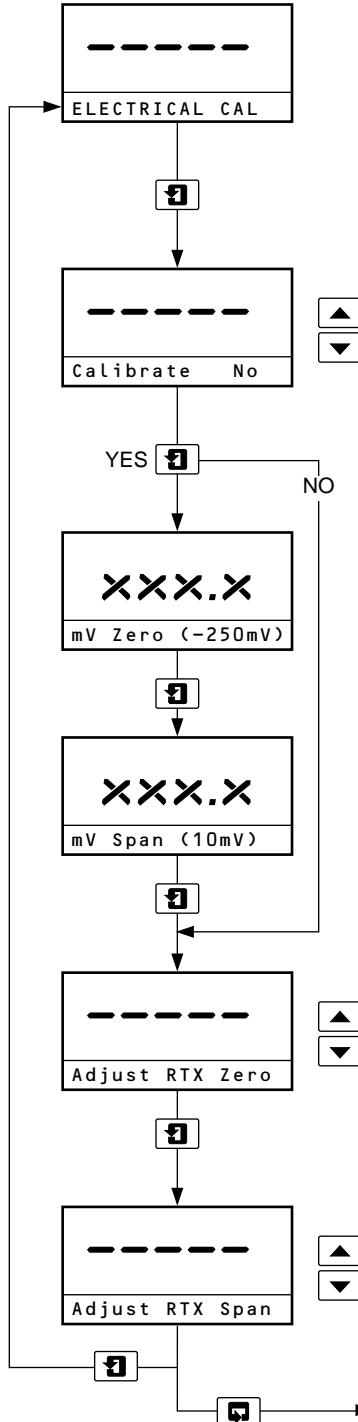 -----
ELECTRICAL CAL
-----
Calibrate No
YES
NO
xxx.x
mV Zero (-250mV)
xxx.x
mV Span (10mV)
-----
Adjust RTX Zero
-----
Adjust RTX Span